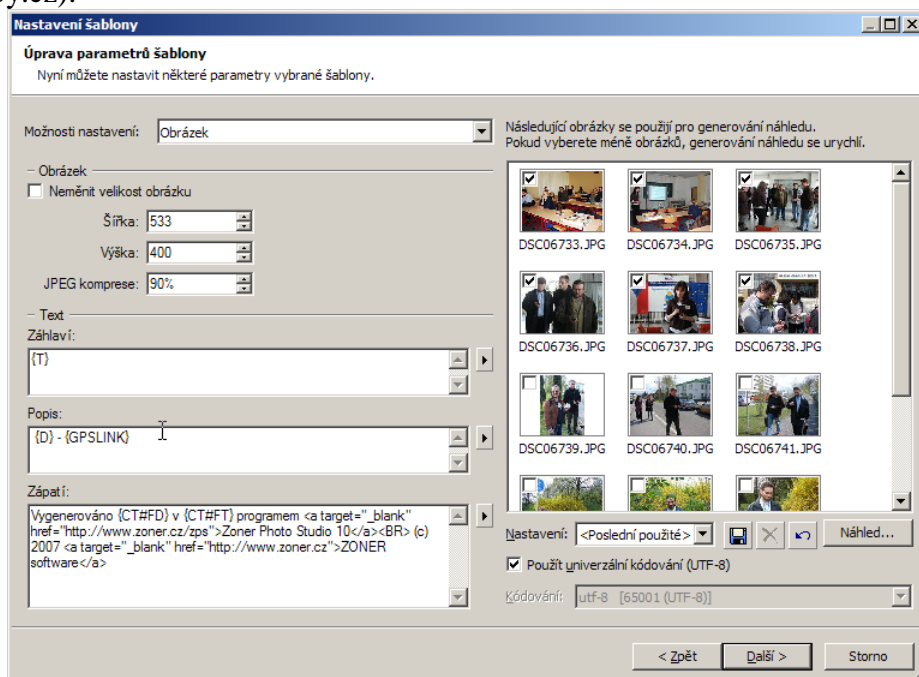 y.cz).
Nastavení šablony
Úprava parametrů šablony
Nyní můžete nastavit některé parametry vybrané šablony.
Možnosti nastavení: Obrázek
Obrázek
Neměnit velikost obrázku
Šířka: 533
Výška: 400
JPEG komprese: 90%
Text
Záhlaví:
{T}
Popis:
{D} - {GPSLINK}
Zápatí:
Vygenerováno {CT#FD} v {CT#FT} programem <a target="_blank"
href="http://www.zoner.cz/zps">Zoner Photo Studio 10</a><BR> (c)
2007 <a target="_blank" href="http://www.zoner.cz">ZONER
software</a>
Následující obrázky se použijí pro generování náhledu.
Pokud vyberete méně obrázků, generování náhledu se urychlí.
DSC06733.JPG DSC06734.JPG DSC06735.JPG
DSC06736.JPG DSC06737.JPG DSC06738.JPG
DSC06739.JPG DSC06740.JPG DSC06741.JPG
Nastavení: <Poslední použité> Náhled...
Použít univerzální kódování (UTF-8)
Kódování: utf-8 [65001 (UTF-8)]
< Zpět Další > Storno